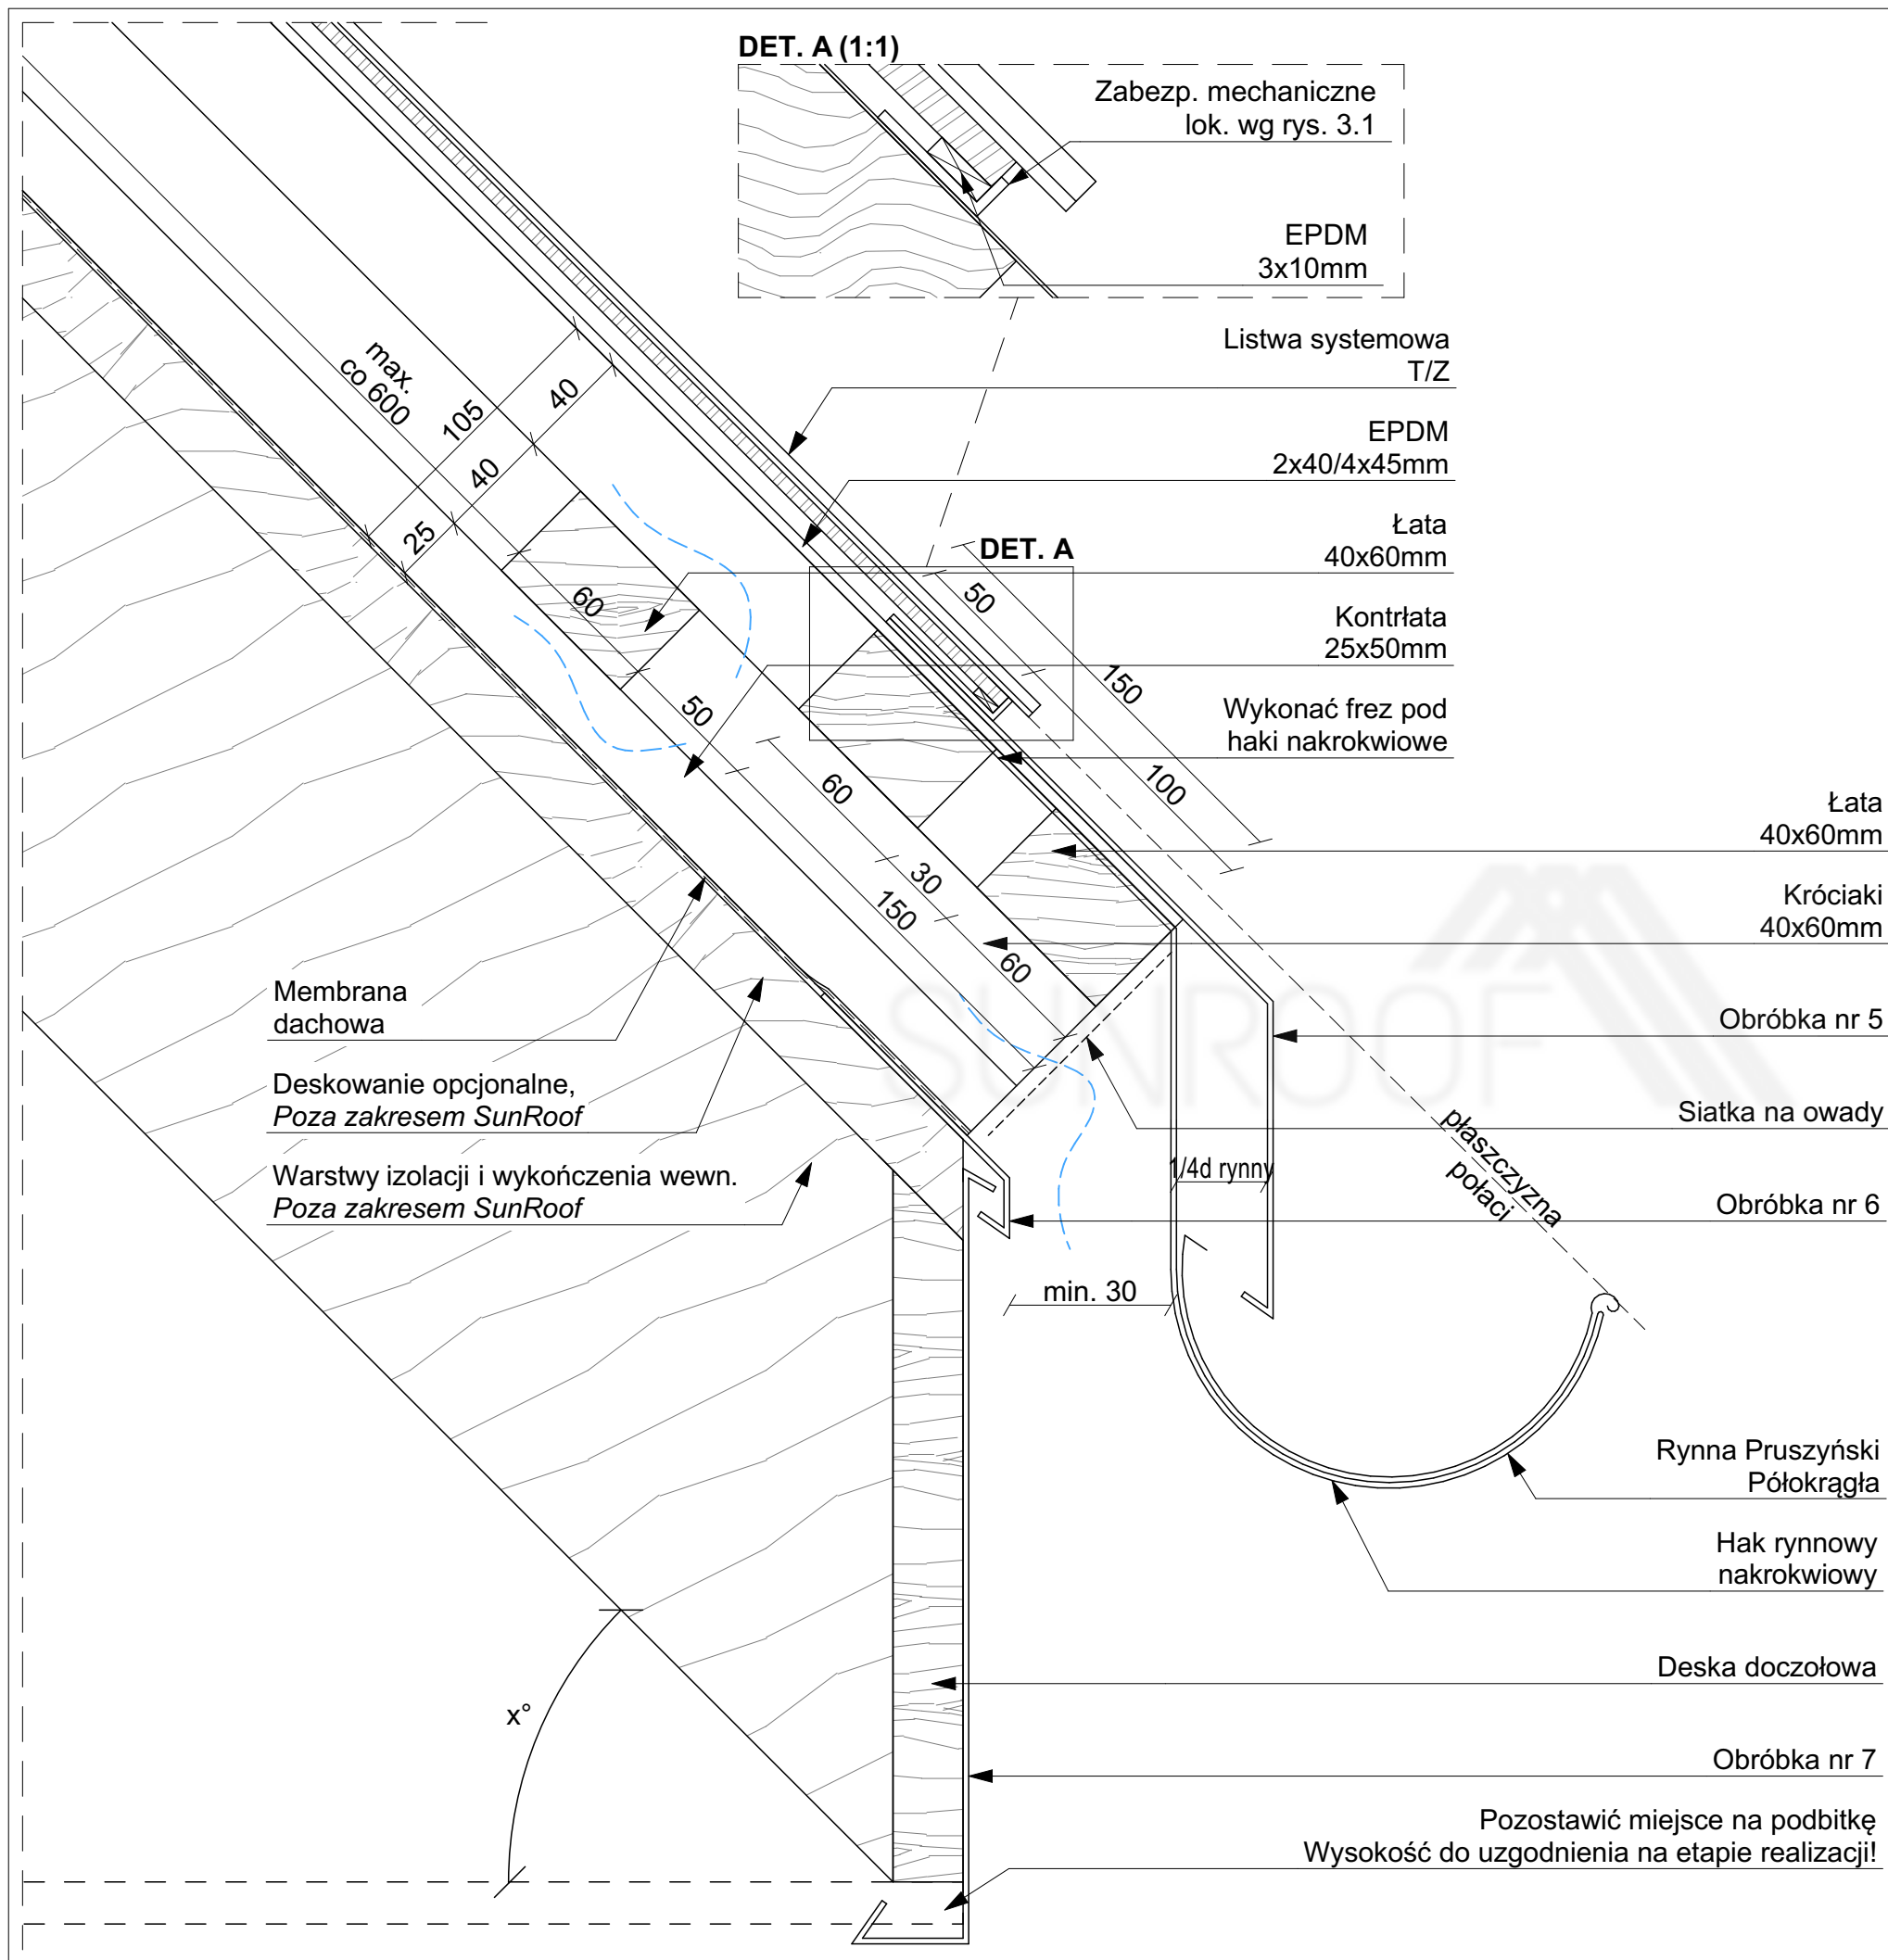 DET. A (1:1)
Zabezp. mechaniczne
lok. wg rys. 3.1
EPDM
3x10mm
Listwa systemowa
T/Z
EPDM
2x40/4x45mm
Łata
40x60mm
Kontrłata
25x50mm
Wykonać frez pod
haki nakrokwiowe
Łata
40x60mm
Króciaki
40x60mm
Obróbka nr 5
Siatka na owady
Obróbka nr 6
Rynna Pruszyński
Półokrągła
Hak rynnowy
nakrokwiowy
Deska doczołowa
Obróbka nr 7
Pozostawić miejsce na podbitkę
Wysokość do uzgodnienia na etapie realizacji!
max.
co 600
105
40
40
25
60
50
150
60
30
60
DET. A
50
150
100
SUNROOF
płaszczyzna
połaci
1/4d rynny
min. 30
Membrana
dachowa
Deskowanie opcjonalne,
Poza zakresem SunRoof
Warstwy izolacji i wykończenia wewn.
Poza zakresem SunRoof
x°